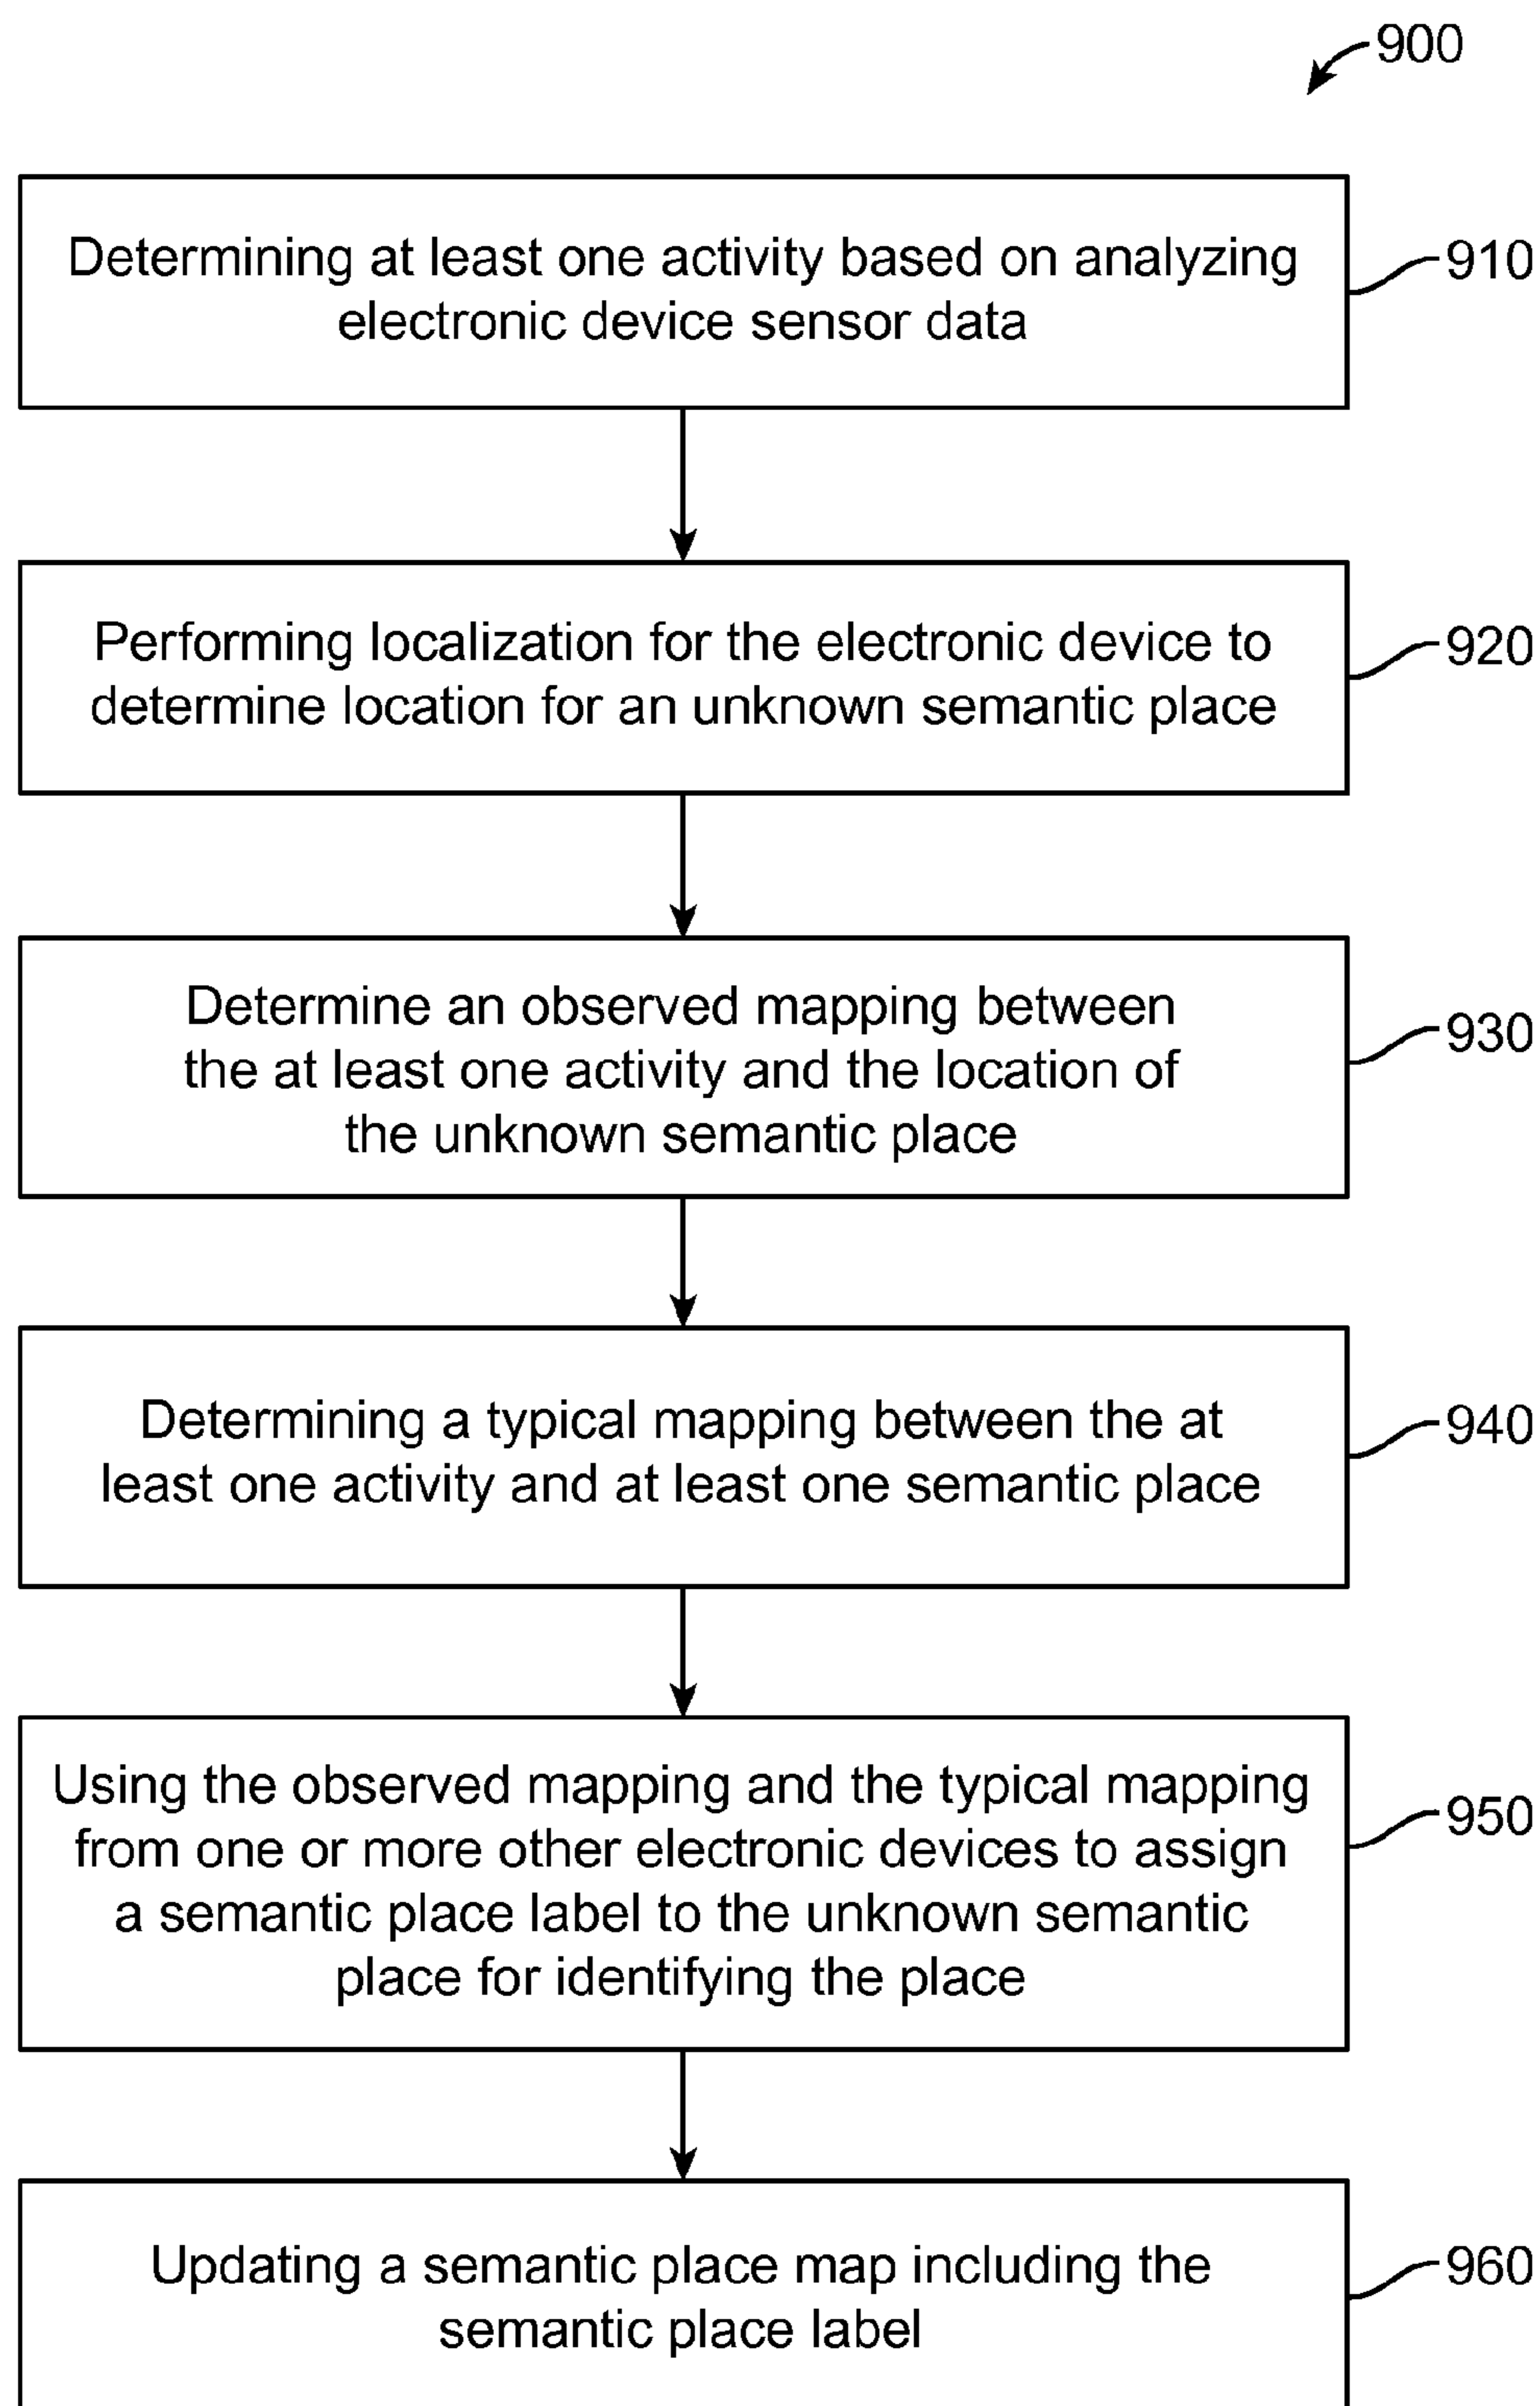 900
Determining at least one activity based on analyzing
electronic device sensor data
910
Performing localization for the electronic device to
determine location for an unknown semantic place
920
Determine an observed mapping between
the at least one activity and the location of
the unknown semantic place
930
Determining a typical mapping between the at
least one activity and at least one semantic place
940
Using the observed mapping and the typical mapping
from one or more other electronic devices to assign
a semantic place label to the unknown semantic
place for identifying the place
950
Updating a semantic place map including the
semantic place label
960